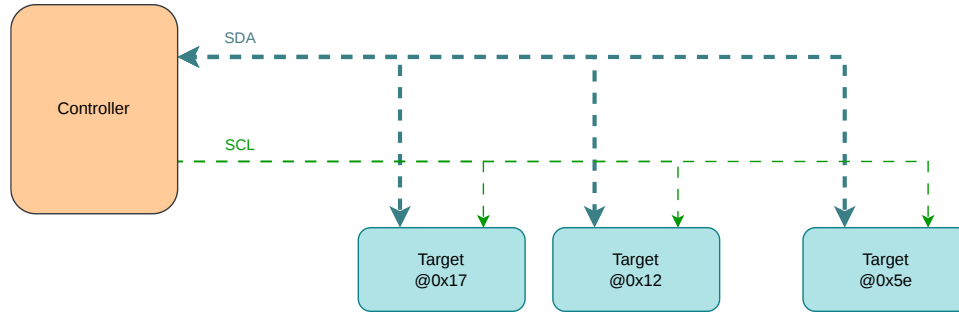 SDA
Controller
SCL
Target
@0x17
Target
@0x12
Target
@0x5e